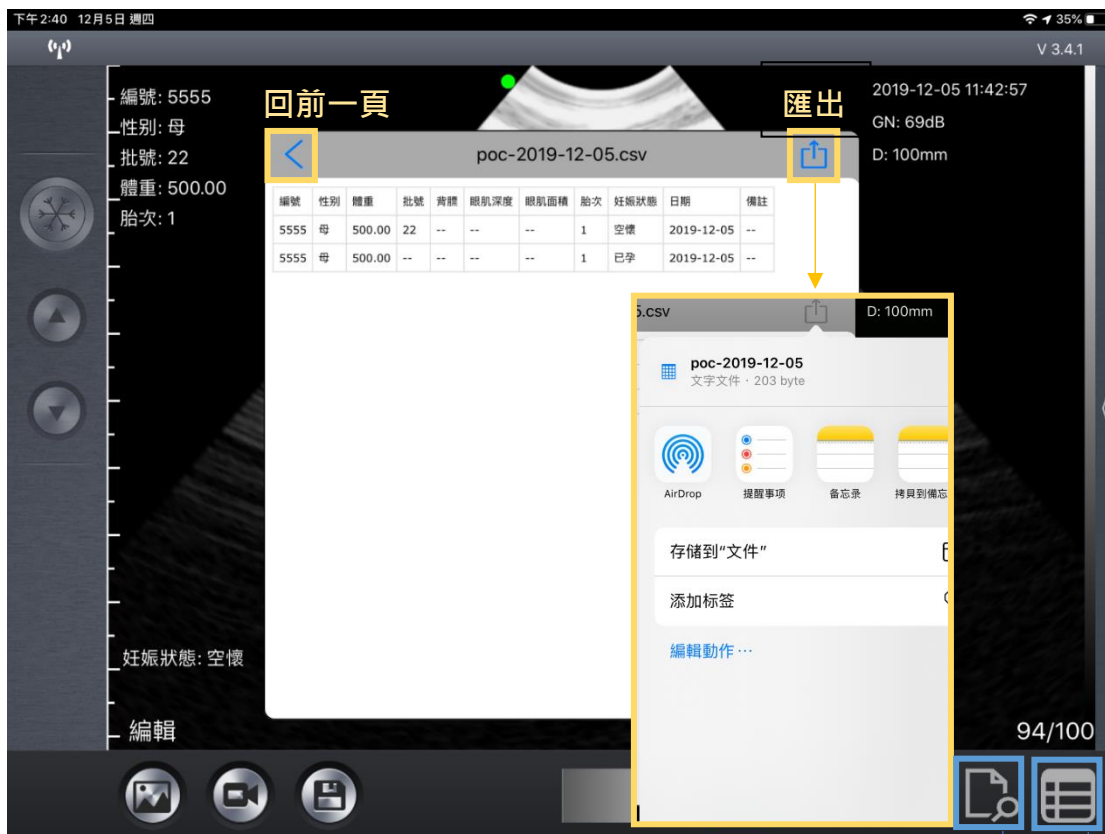 下午2:40 12月5日 週四
35%
V 3.4.1
編號: 5555
性別: 母
批號: 22
體重: 500.00
胎次: 1
回前一頁
匯出
2019-12-05 11:42:57
GN: 69dB
D: 100mm
poc-2019-12-05.csv
編號 性別 體重 批號 背膘 眼肌深度 眼肌面積 胎次 妊娠狀態 日期 備註
5555 母 500.00 22 -- -- -- 1 空懷 2019-12-05 --
5555 母 500.00 -- -- -- -- 1 已孕 2019-12-05 --
5.csv
D: 100mm
poc-2019-12-05
文字文件 · 203 byte
AirDrop
提醒事項
备忘录
拷貝到備忘
存储到“文件”
添加标签
編輯動作…
妊娠狀態: 空懷
編輯
94/100